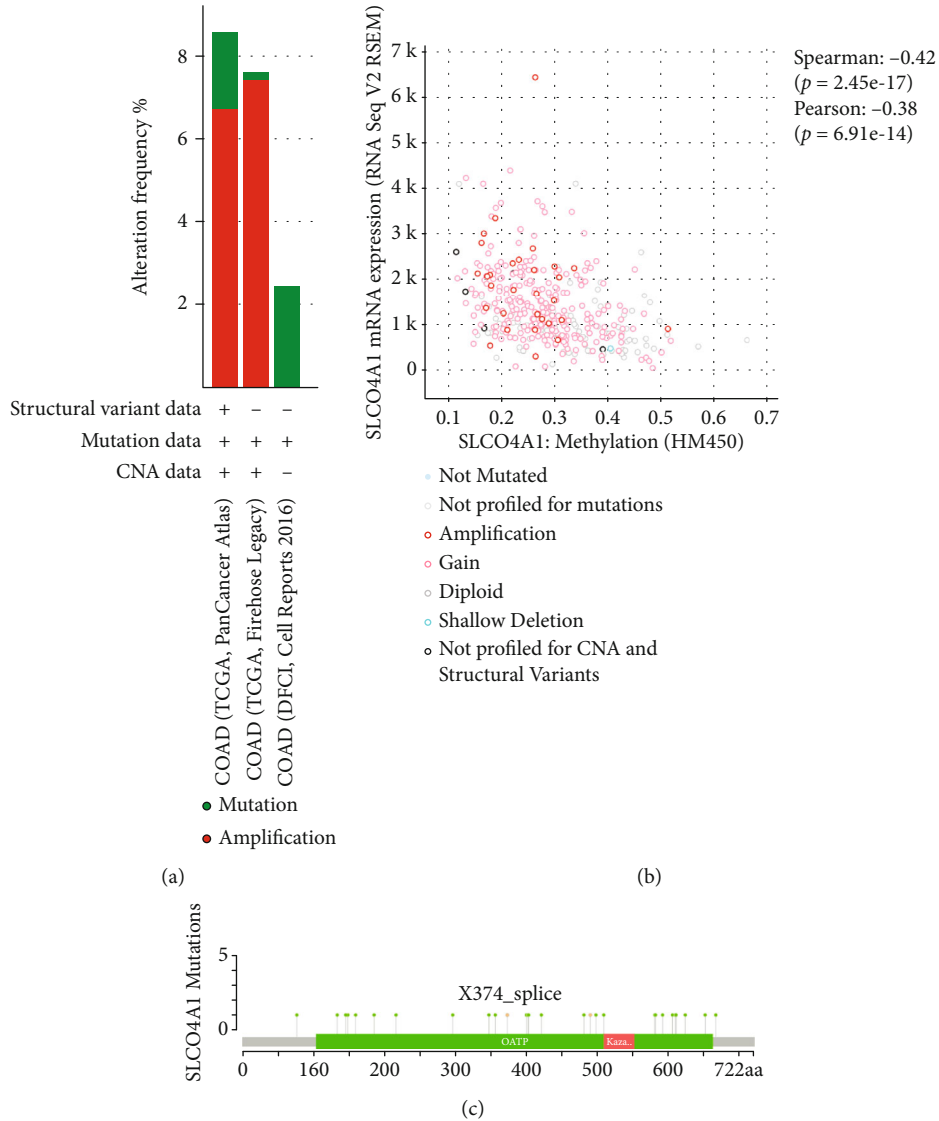 Alteration frequency %
8
6
4
2
Structural variant data + – –
Mutation data + + +
CNA data + + –
COAD (TCGA, PanCancer Atlas)
COAD (TCGA, Firehose Legacy)
COAD (DFCI, Cell Reports 2016)
Mutation
Amplification
(a)
SLCO4A1 mRNA expression (RNA Seq V2 RSEM)
7 k
6 k
5 k
4 k
3 k
2 k
1 k
0
0.1 0.2 0.3 0.4 0.5 0.6 0.7
SLCO4A1: Methylation (HM450)
Spearman: –0.42
(p = 2.45e-17)
Pearson: –0.38
(p = 6.91e-14)
Not Mutated
Not profiled for mutations
Amplification
Gain
Diploid
Shallow Deletion
Not profiled for CNA and
Structural Variants
(b)
SLCO4A1 Mutations
5
0
X374_splice
OATP Kaza..
0 160 200 300 400 500 600 722aa
(c)